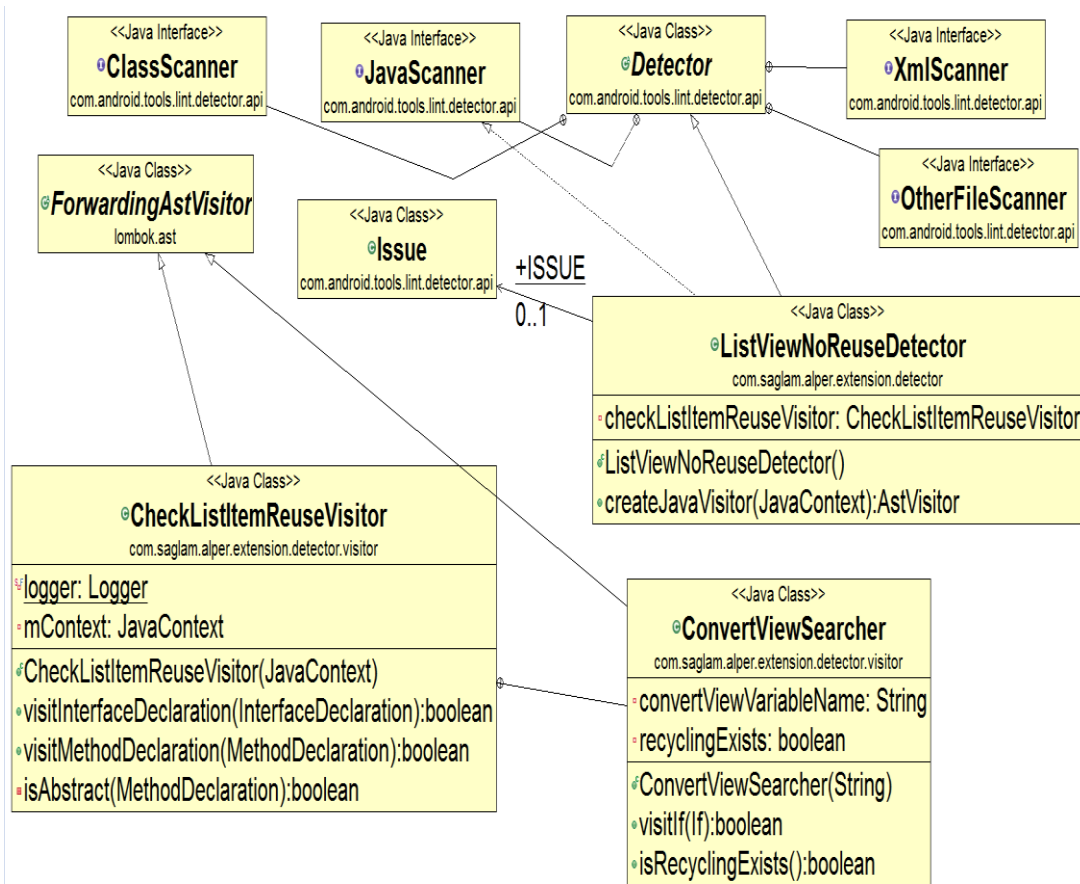 <<Java Interface>>
ClassScanner
com.android.tools.lint.detector.api
<<Java Interface>>
JavaScanner
com.android.tools.lint.detector.api
<<Java Class>>
Detector
com.android.tools.lint.detector.api
<<Java Interface>>
XmlScanner
com.android.tools.lint.detector.api
<<Java Class>>
ForwardingAstVisitor
lombok.ast
<<Java Class>>
Issue
com.android.tools.lint.detector.api
<<Java Interface>>
OtherFileScanner
com.android.tools.lint.detector.api
+ISSUE
0..1
<<Java Class>>
ListViewNoReuseDetector
com.saglam.alper.extension.detector
checkListItemReuseVisitor: CheckListItemReuseVisitor
ListViewNoReuseDetector()
createJavaVisitor(JavaContext):AstVisitor
<<Java Class>>
CheckListItemReuseVisitor
com.saglam.alper.extension.detector.visitor
logger: Logger
mContext: JavaContext
CheckListItemReuseVisitor(JavaContext)
visitInterfaceDeclaration(InterfaceDeclaration):boolean
visitMethodDeclaration(MethodDeclaration):boolean
isAbstract(MethodDeclaration):boolean
<<Java Class>>
ConvertViewSearcher
com.saglam.alper.extension.detector.visitor
convertViewVariableName: String
recyclingExists: boolean
ConvertViewSearcher(String)
visitIf(If):boolean
isRecyclingExists():boolean